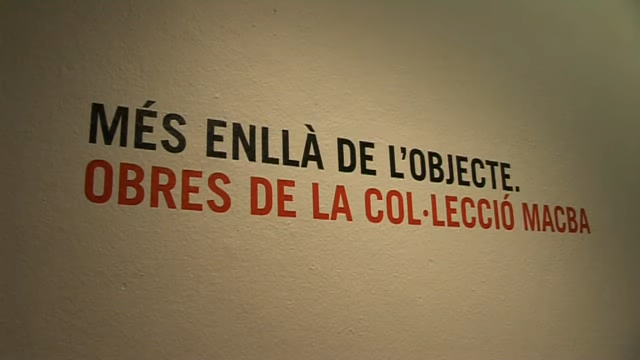 MÉS ENLLÀ DE L'OBJECTE.
OBRES DE LA COL·LECCIÓ MACBA